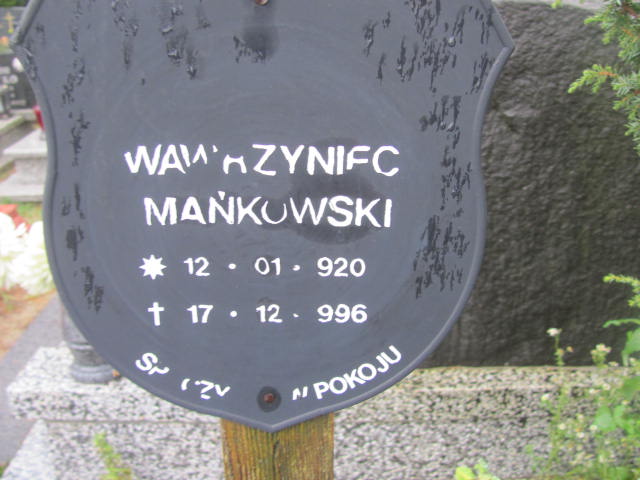 WAWRZYNIEC
MAŃKOWSKI
12 · 01 · 920
† 17 · 12 · 996
POKOJU